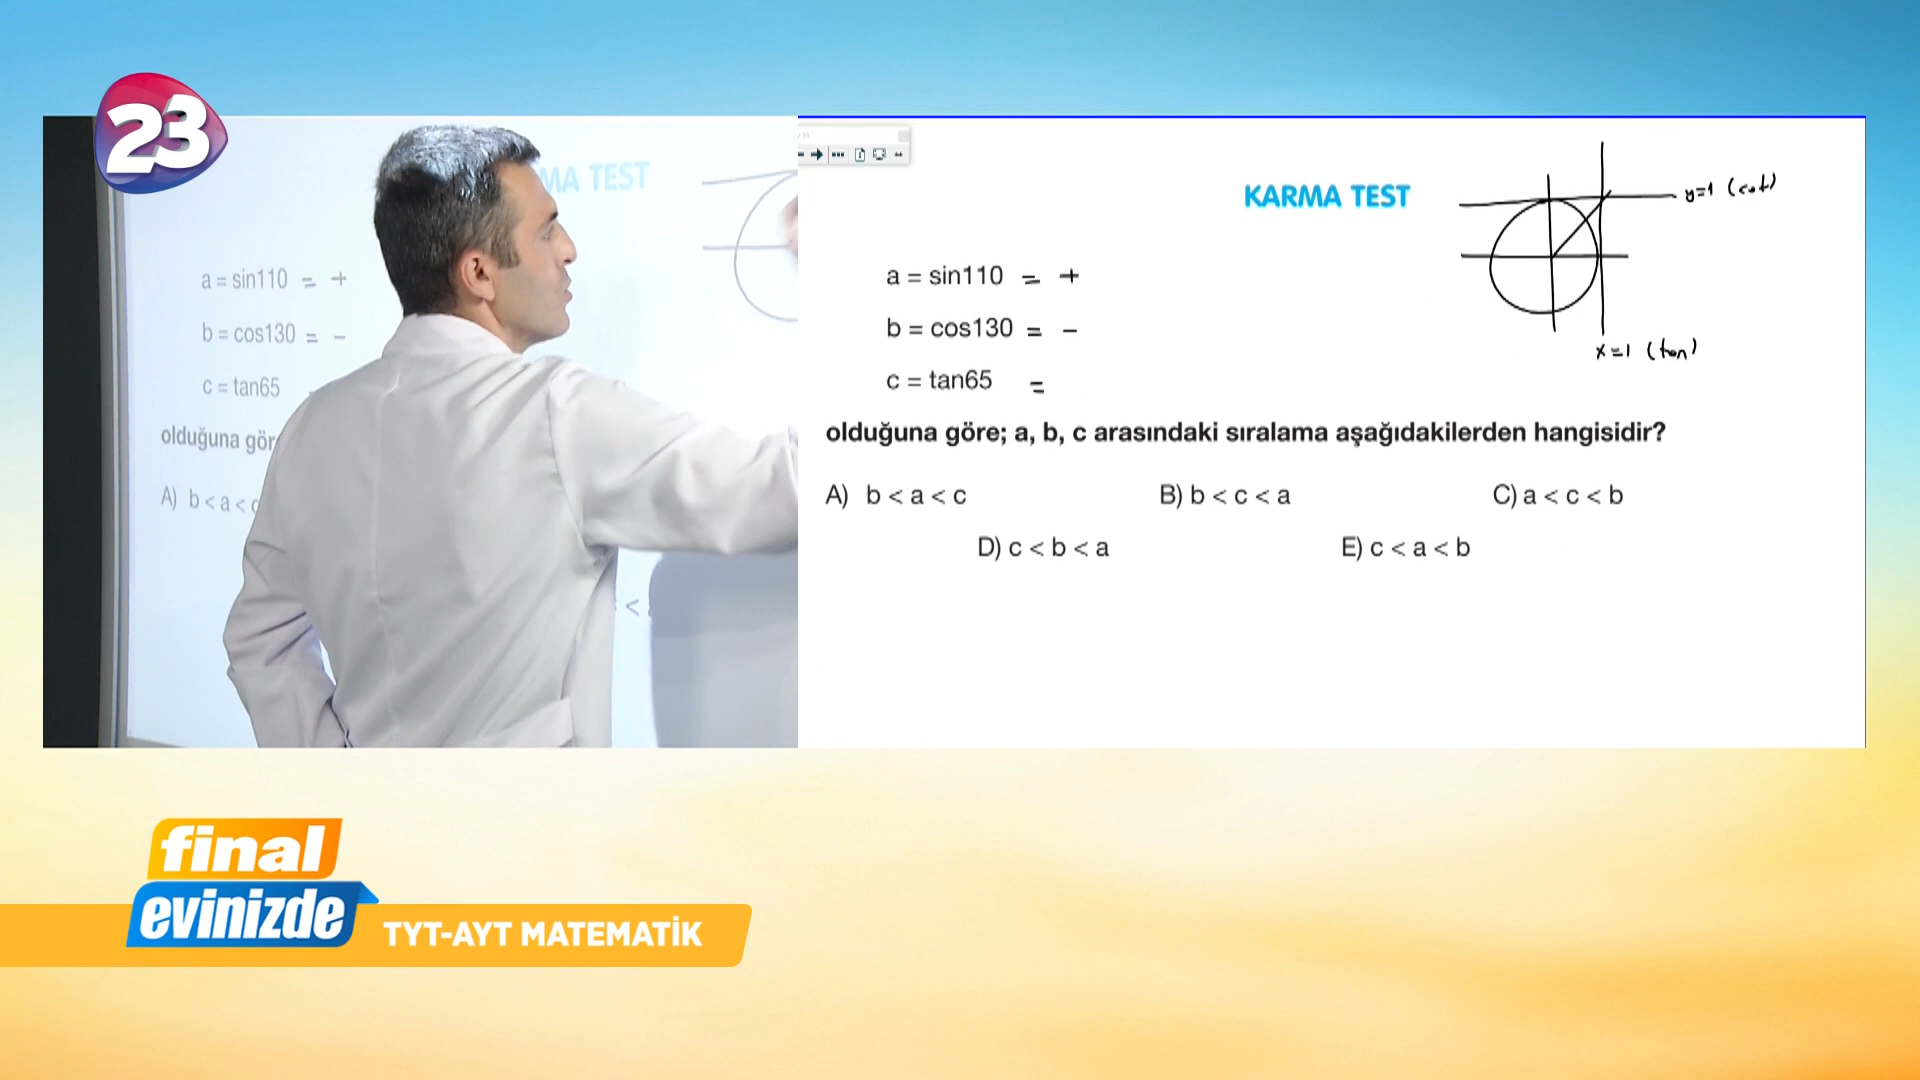 23
MA TEST
a = sin110 = +
b = cos130 = -
c = tan65
olduğuna gör
A) b < a < c
<
KARMA TEST
y=1 (cot)
a = sin110 = +
b = cos130 = -
c = tan65 =
x=1 (tan)
olduğuna göre; a, b, c arasındaki sıralama aşağıdakilerden hangisidir?
A) b < a < c B) b < c < a C) a < c < b
D) c < b < a E) c < a < b
final
evinizde
TYT-AYT MATEMATİK